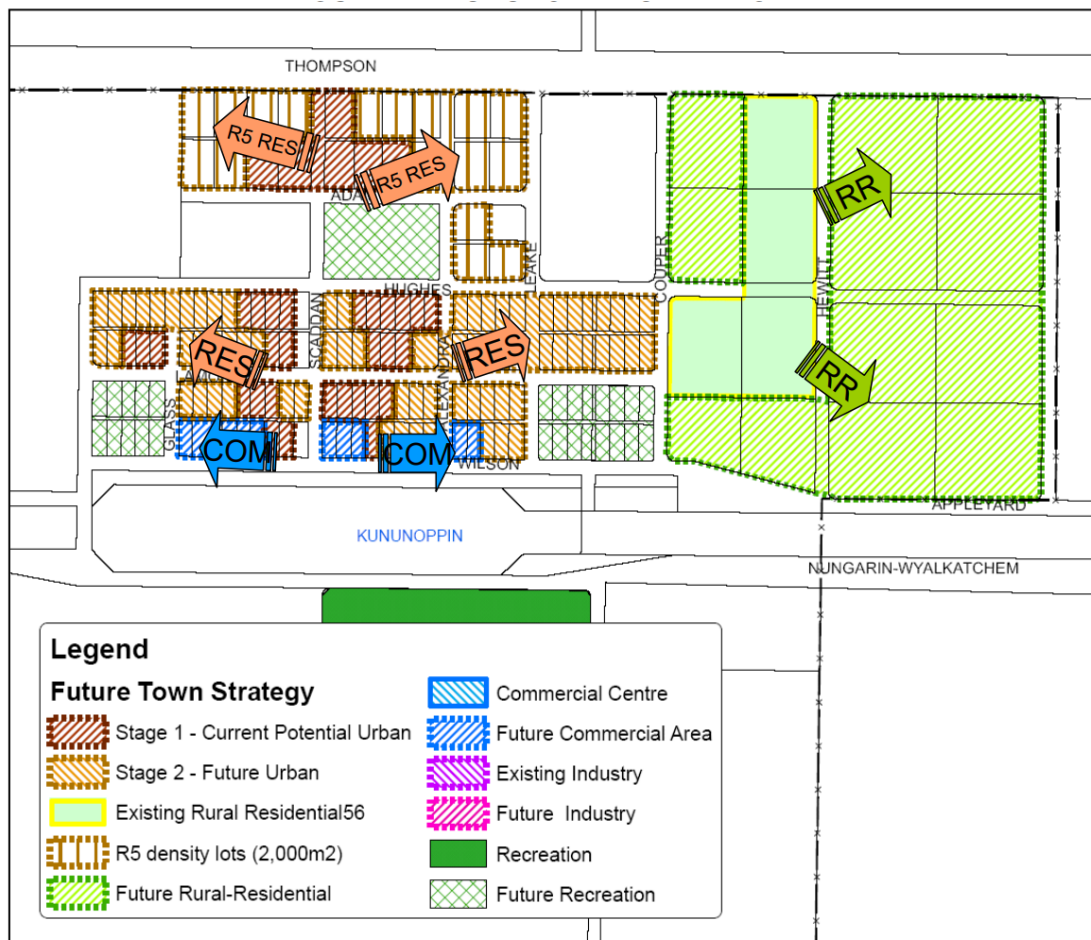 THOMPSON
R5 RES
R5 RES
RR
COOPER
LEAKE
HUGHES
HEWITT
SCADDAN
RES
RES
RR
GLASS
COM
COM
WILSON
APPLEYARD
KUNUNOPPIN
NUNGARIN-WYALKATCHEM
Legend
Future Town Strategy
Stage 1 - Current Potential Urban
Stage 2 - Future Urban
Existing Rural Residential56
R5 density lots (2,000m2)
Future Rural-Residential
Commercial Centre
Future Commercial Area
Existing Industry
Future Industry
Recreation
Future Recreation